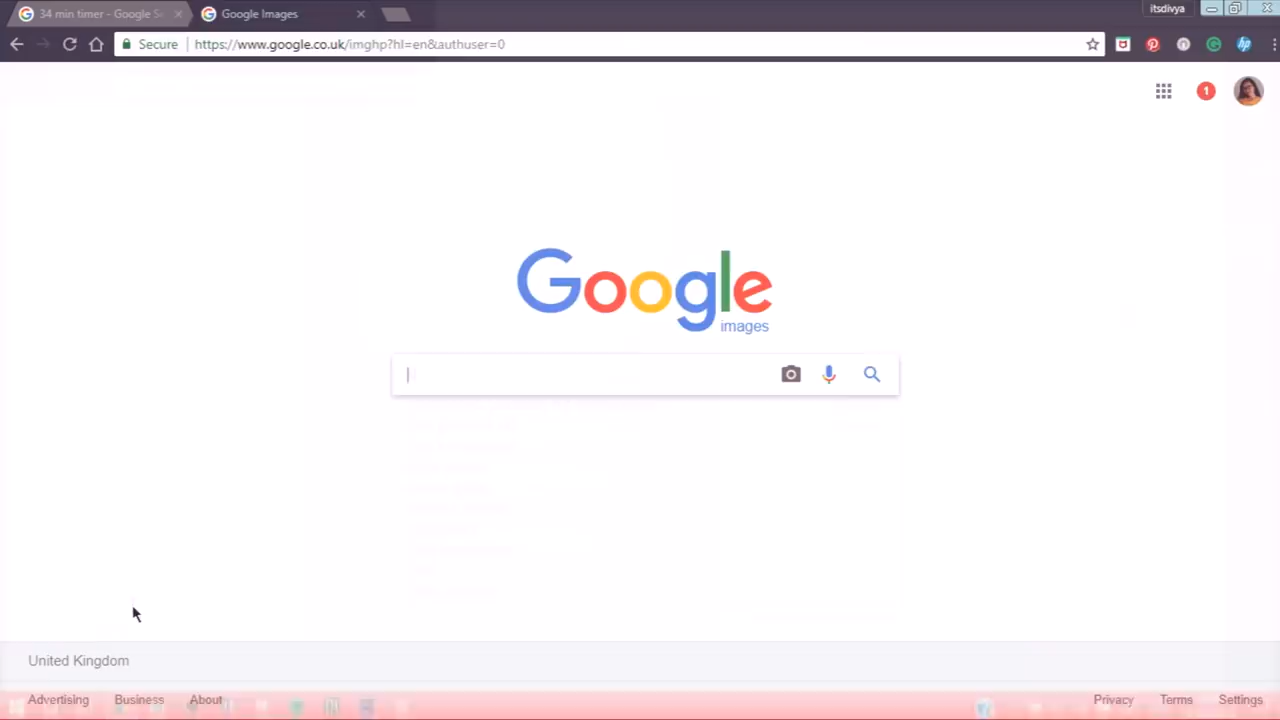 34 min timer - Google S
Google Images
itsdivya
Secure
https://www.google.co.uk/imghp?hl=en&authuser=0
1
Google
images
United Kingdom
Advertising Business About
Privacy Terms Settings